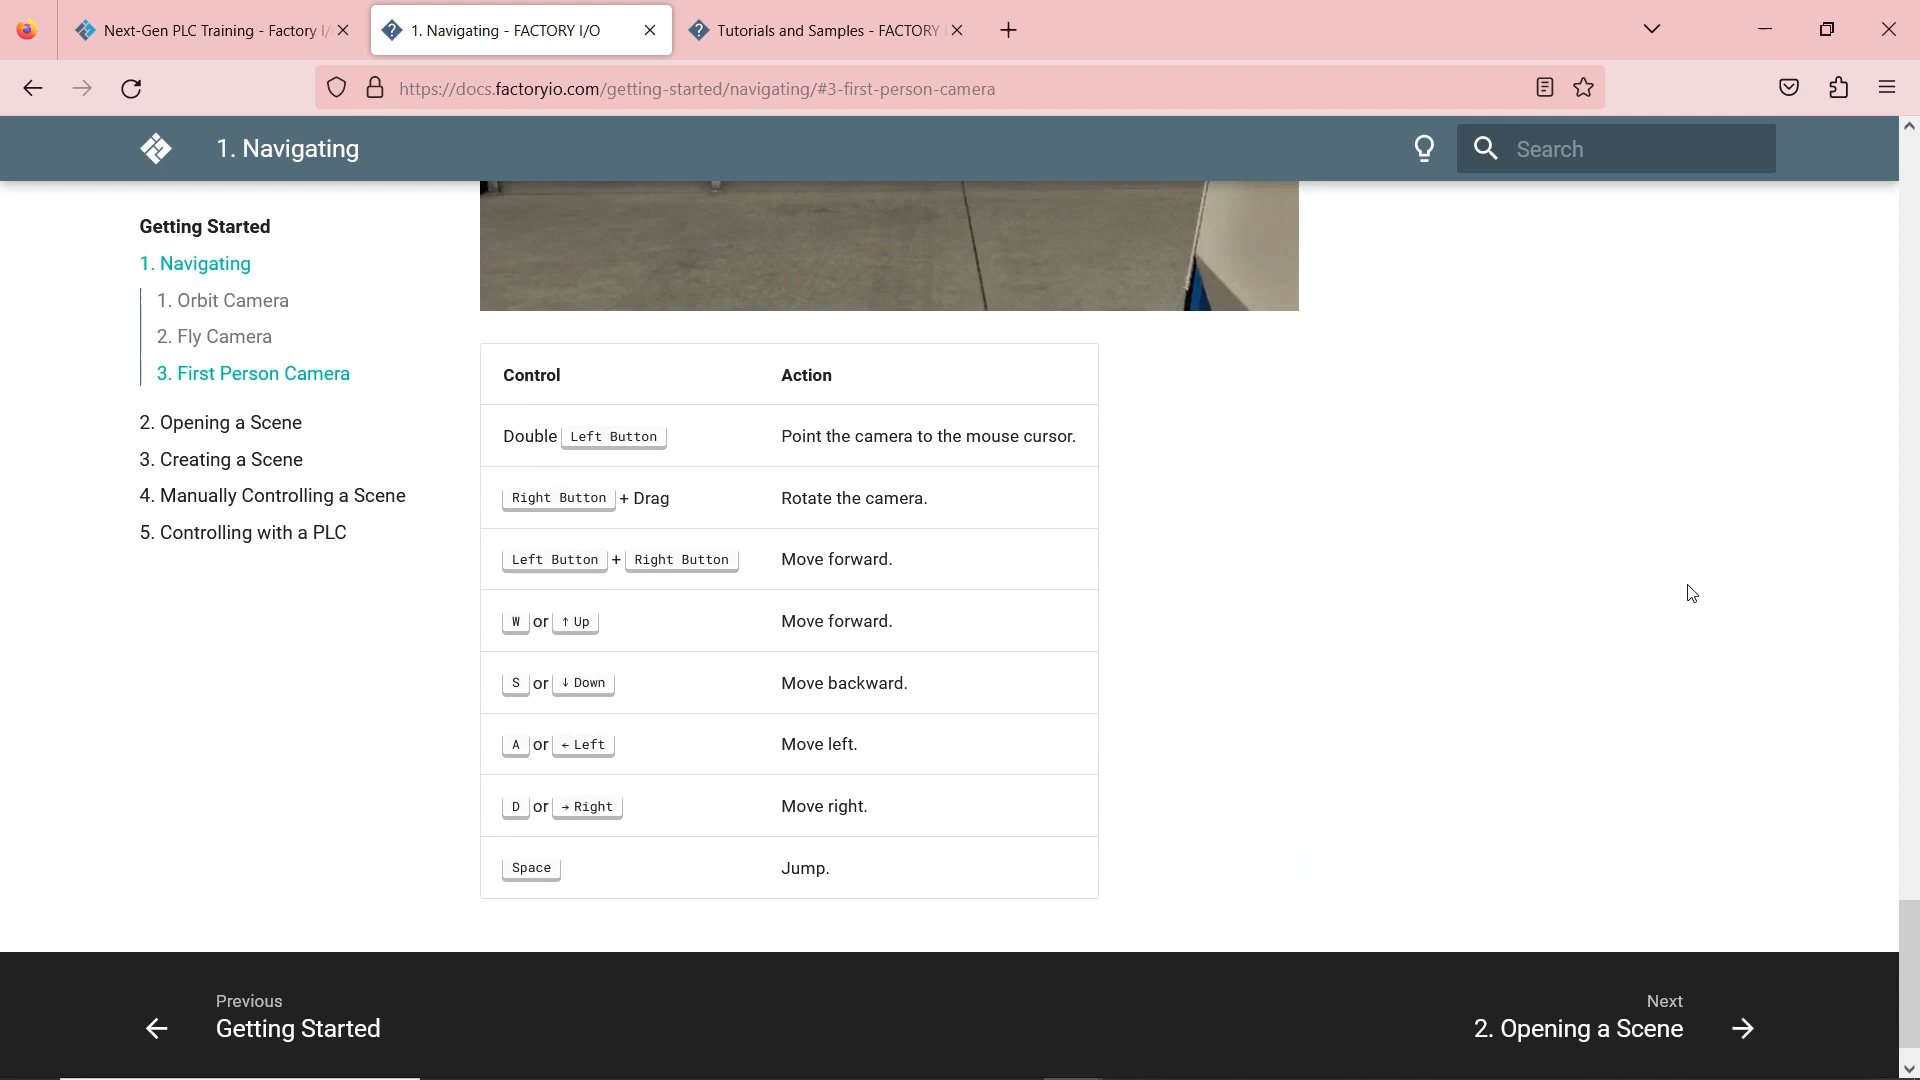 Next-Gen PLC Training - Factory I/
1. Navigating - FACTORY I/O
Tutorials and Samples - FACTORY
https://docs.factoryio.com/getting-started/navigating/#3-first-person-camera
1. Navigating
Search
Getting Started
1. Navigating
1. Orbit Camera
2. Fly Camera
3. First Person Camera
2. Opening a Scene
3. Creating a Scene
4. Manually Controlling a Scene
5. Controlling with a PLC
Control Action
Double Left Button Point the camera to the mouse cursor.
Right Button + Drag Rotate the camera.
Left Button + Right Button Move forward.
W or ↑ Up Move forward.
S or ↓ Down Move backward.
A or ← Left Move left.
D or → Right Move right.
Space Jump.
Previous
Getting Started
Next
2. Opening a Scene